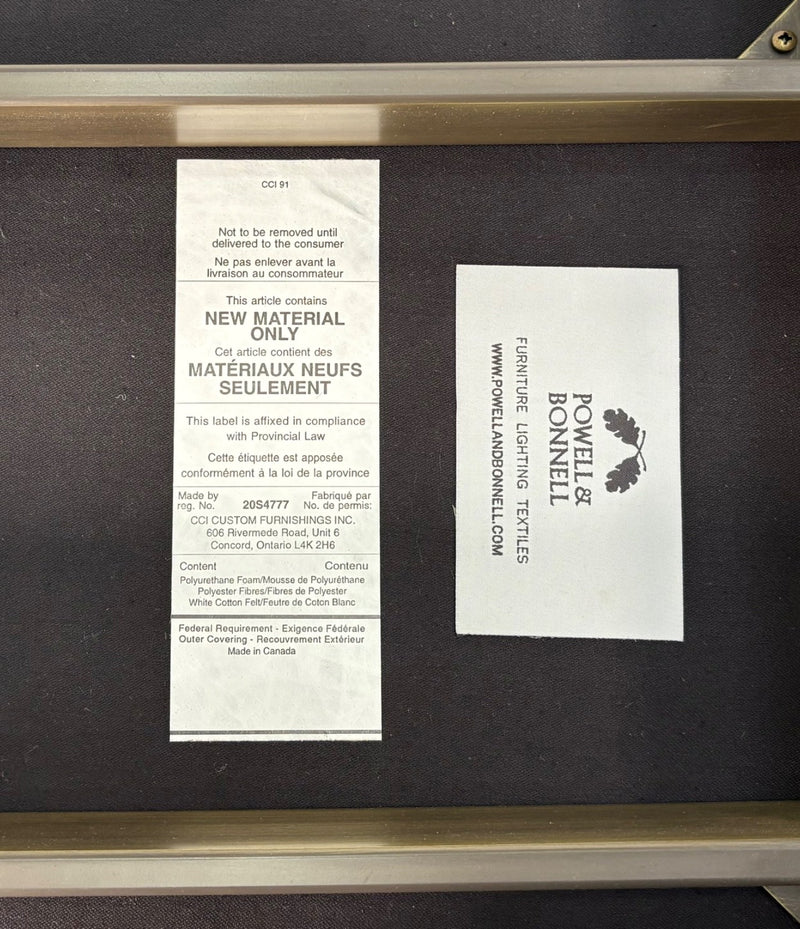 CCI 91
Not to be removed until
delivered to the consumer
Ne pas enlever avant la
livraison au consommateur
This article contains
NEW MATERIAL
ONLY
Cet article contient des
MATÉRIAUX NEUFS
SEULEMENT
This label is affixed in compliance
with Provincial Law
Cette étiquette est apposée
conformément à la loi de la province
Made by Fabriqué par
reg. No. 20S4777 No. de permis:
CCI CUSTOM FURNISHINGS INC.
606 Rivermede Road, Unit 6
Concord, Ontario L4K 2H6
Content Contenu
Polyurethane Foam/Mousse de Polyuréthane
Polyester Fibres/Fibres de Polyester
White Cotton Felt/Feutre de Coton Blanc
Federal Requirement - Exigence Fédérale
Outer Covering - Recouvrement Extérieur
Made in Canada
POWELL &
BONNELL
FURNITURE LIGHTING TEXTILES
WWW.POWELLANDBONNELL.COM